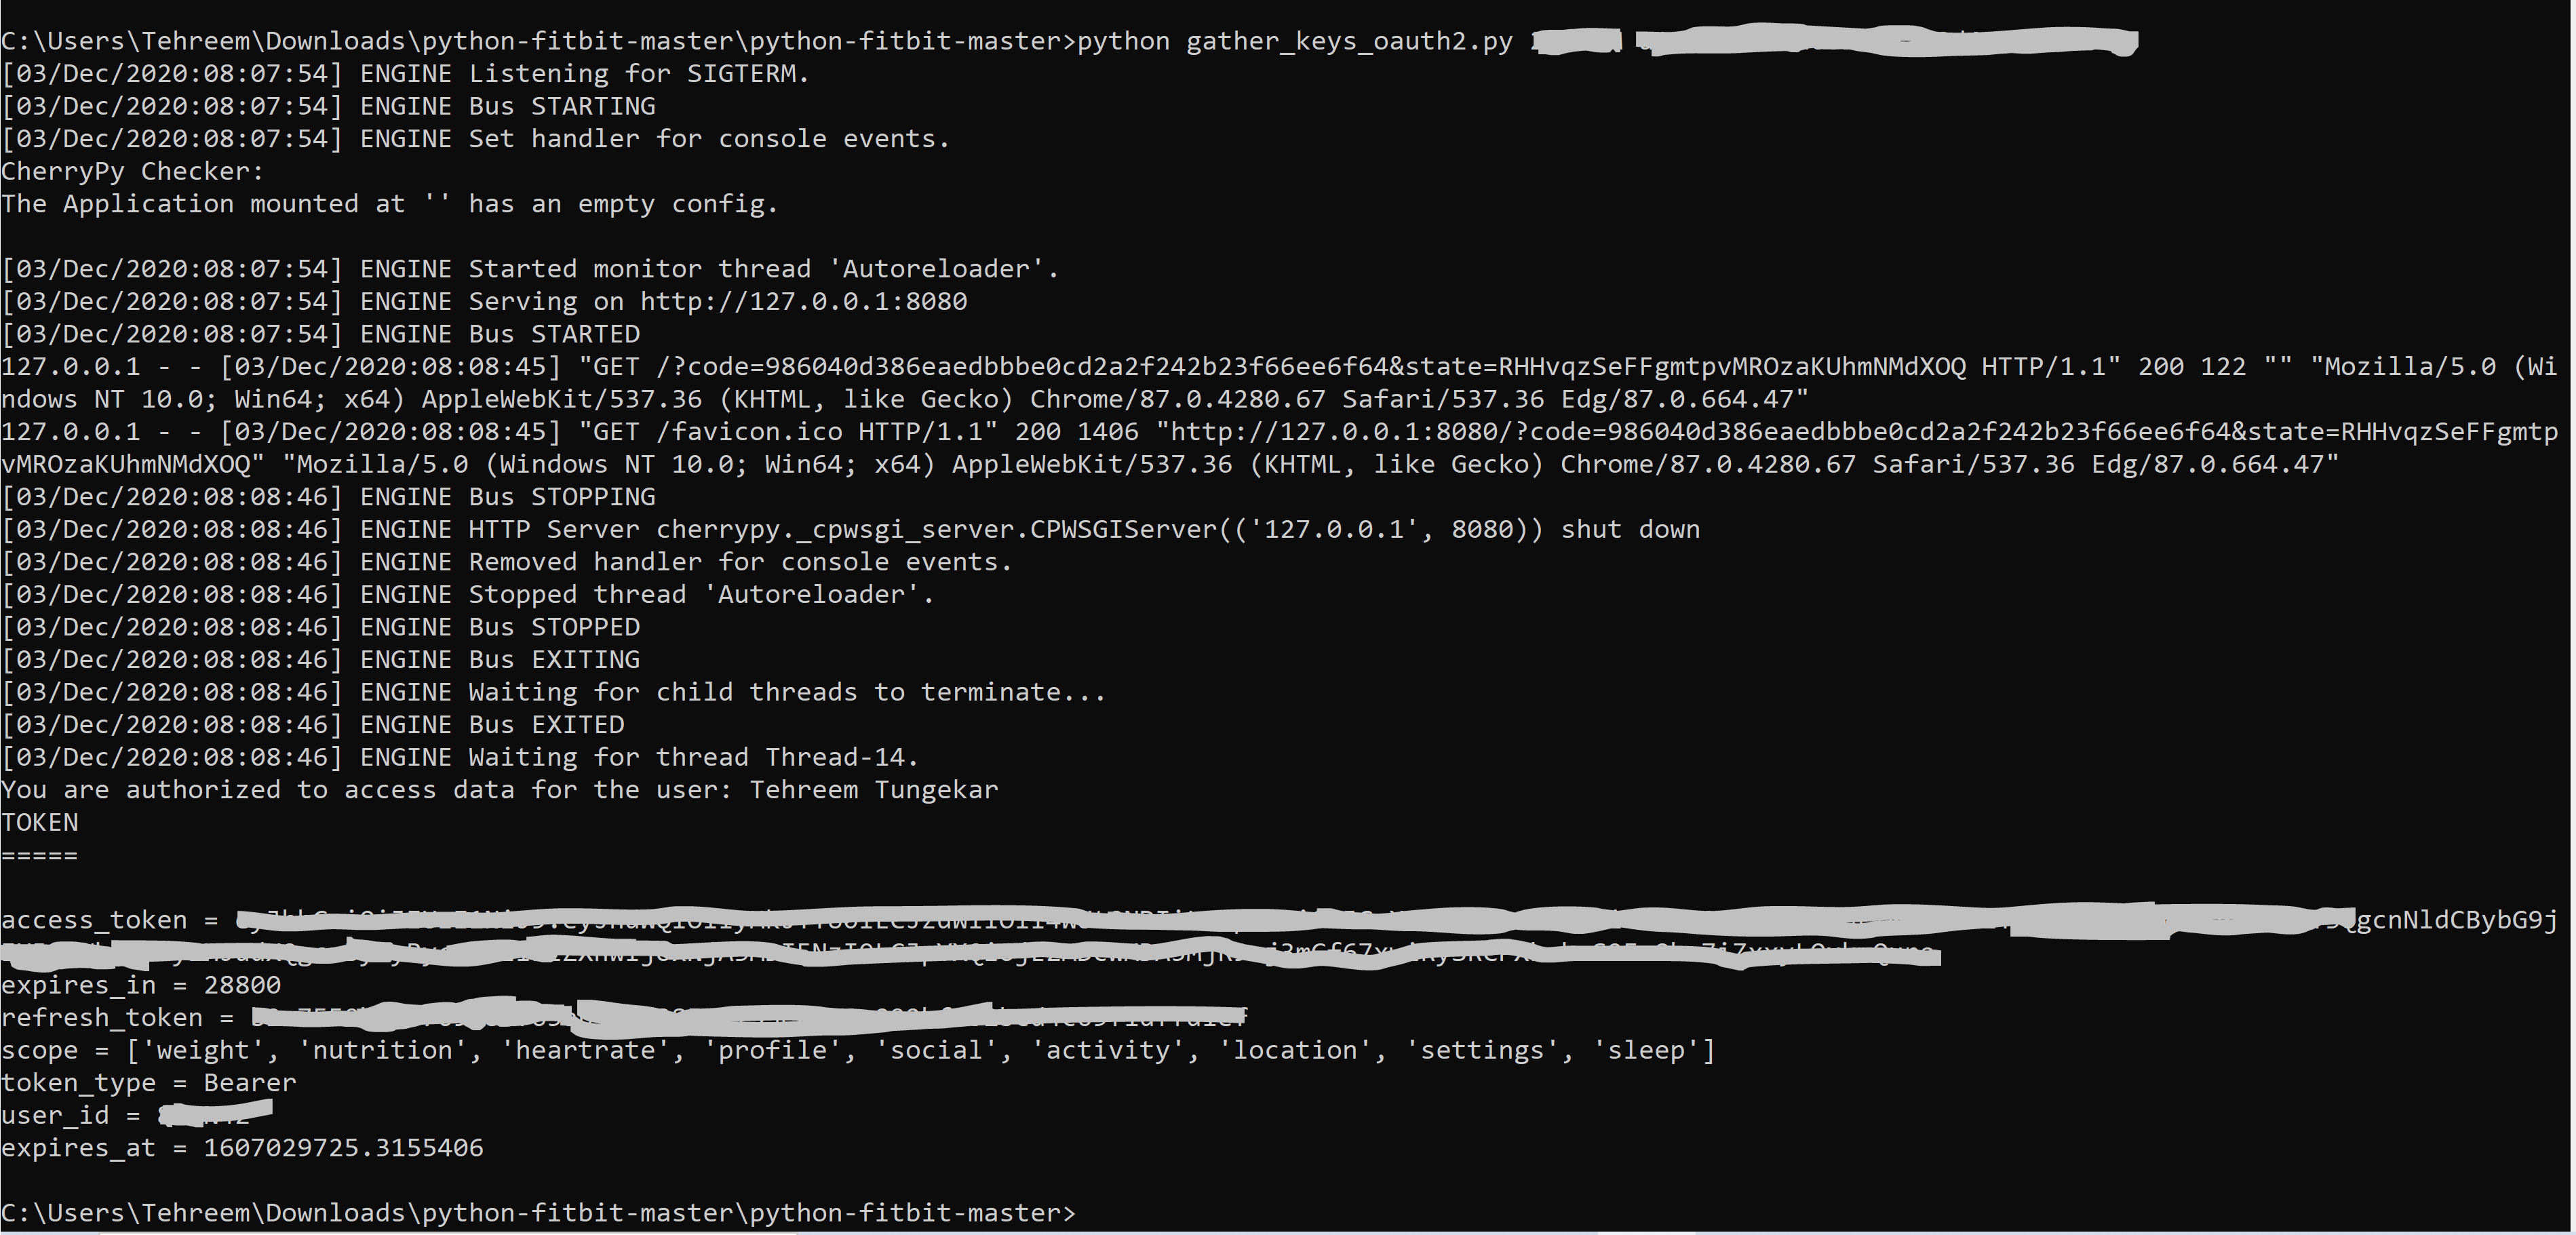 C:\Users\Tehreem\Downloads\python-fitbit-master\python-fitbit-master>python gather_keys_oauth2.py
[03/Dec/2020:08:07:54] ENGINE Listening for SIGTERM.
[03/Dec/2020:08:07:54] ENGINE Bus STARTING
[03/Dec/2020:08:07:54] ENGINE Set handler for console events.
CherryPy Checker:
The Application mounted at '' has an empty config.
[03/Dec/2020:08:07:54] ENGINE Started monitor thread 'Autoreloader'.
[03/Dec/2020:08:07:54] ENGINE Serving on http://127.0.0.1:8080
[03/Dec/2020:08:07:54] ENGINE Bus STARTED
127.0.0.1 - - [03/Dec/2020:08:08:45] "GET /?code=986040d386eaedbbbe0cd2a2f242b23f66ee6f64&state=RHHvqzSeFFgmtpvMROzaKUhmNMdXOQ HTTP/1.1" 200 122 "" "Mozilla/5.0 (Wi
ndows NT 10.0; Win64; x64) AppleWebKit/537.36 (KHTML, like Gecko) Chrome/87.0.4280.67 Safari/537.36 Edg/87.0.664.47"
127.0.0.1 - - [03/Dec/2020:08:08:45] "GET /favicon.ico HTTP/1.1" 200 1406 "http://127.0.0.1:8080/?code=986040d386eaedbbbe0cd2a2f242b23f66ee6f64&state=RHHvqzSeFFgmtp
vMROzaKUhmNMdXOQ" "Mozilla/5.0 (Windows NT 10.0; Win64; x64) AppleWebKit/537.36 (KHTML, like Gecko) Chrome/87.0.4280.67 Safari/537.36 Edg/87.0.664.47"
[03/Dec/2020:08:08:46] ENGINE Bus STOPPING
[03/Dec/2020:08:08:46] ENGINE HTTP Server cherrypy._cpwsgi_server.CPWSGIServer(('127.0.0.1', 8080)) shut down
[03/Dec/2020:08:08:46] ENGINE Removed handler for console events.
[03/Dec/2020:08:08:46] ENGINE Stopped thread 'Autoreloader'.
[03/Dec/2020:08:08:46] ENGINE Bus STOPPED
[03/Dec/2020:08:08:46] ENGINE Bus EXITING
[03/Dec/2020:08:08:46] ENGINE Waiting for child threads to terminate...
[03/Dec/2020:08:08:46] ENGINE Bus EXITED
[03/Dec/2020:08:08:46] ENGINE Waiting for thread Thread-14.
You are authorized to access data for the user: Tehreem Tungekar
TOKEN
=====
access_token =
expires_in = 28800
refresh_token =
scope = ['weight', 'nutrition', 'heartrate', 'profile', 'social', 'activity', 'location', 'settings', 'sleep']
token_type = Bearer
user_id =
expires_at = 1607029725.3155406
C:\Users\Tehreem\Downloads\python-fitbit-master\python-fitbit-master>